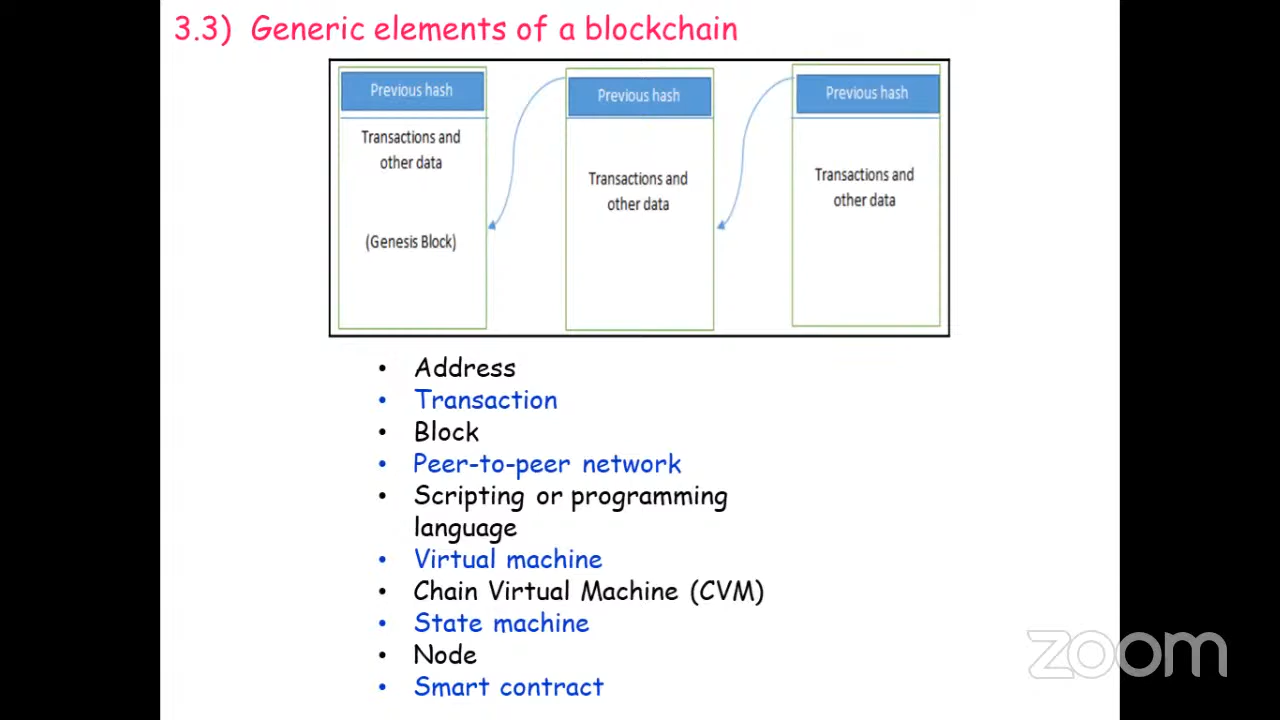 3.3) Generic elements of a blockchain
Previous hash
Transactions and
other data
(Genesis Block)
Previous hash
Transactions and
other data
Previous hash
Transactions and
other data
• Address
• Transaction
• Block
• Peer-to-peer network
• Scripting or programming
language
• Virtual machine
• Chain Virtual Machine (CVM)
• State machine
• Node
• Smart contract
zoom